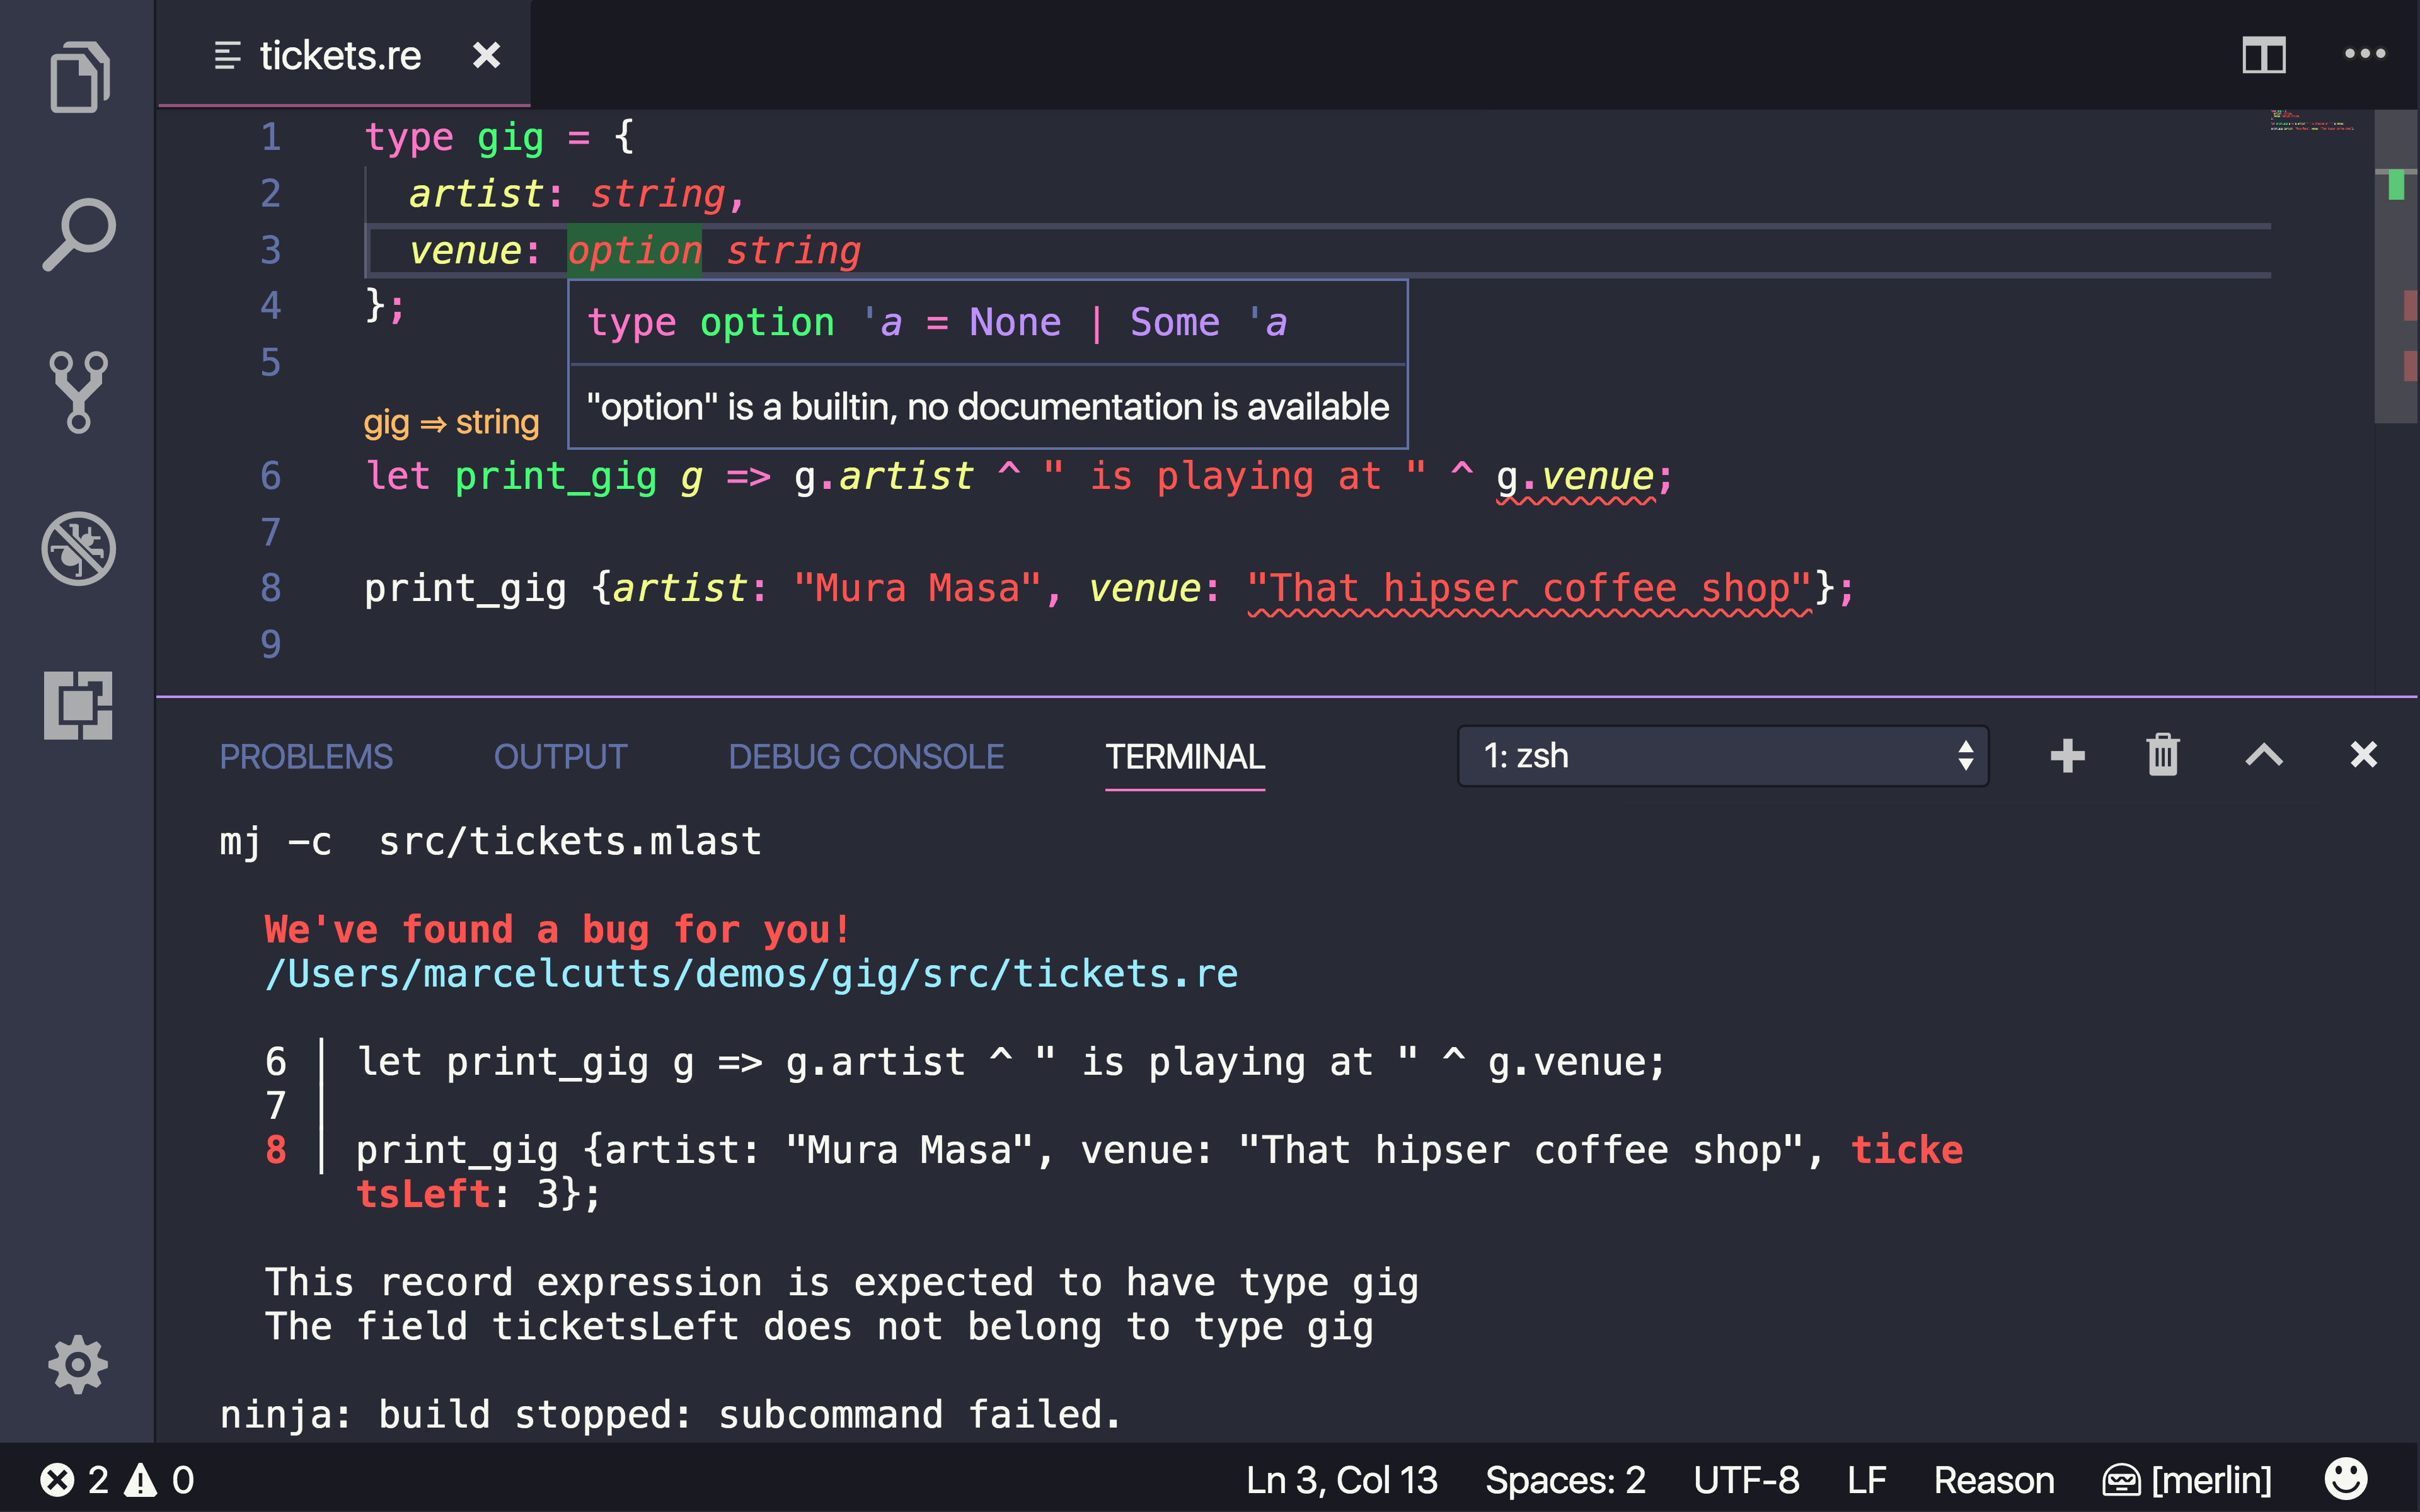 tickets.re
1 type gig = {
2 artist: string,
3 venue: option string
4 };
type option 'a = None | Some 'a
5
"option" is a builtin, no documentation is available
gig ⇒ string
6 let print_gig g => g.artist ^ " is playing at " ^ g.venue;
7
8 print_gig {artist: "Mura Masa", venue: "That hipser coffee shop"};
9
PROBLEMS OUTPUT DEBUG CONSOLE TERMINAL 1: zsh
mj -c  src/tickets.mlast
We've found a bug for you!
/Users/marcelcutts/demos/gig/src/tickets.re
6 │ let print_gig g => g.artist ^ " is playing at " ^ g.venue;
7 │
8 │ print_gig {artist: "Mura Masa", venue: "That hipser coffee shop", ticke
tsLeft: 3};
This record expression is expected to have type gig
The field ticketsLeft does not belong to type gig
ninja: build stopped: subcommand failed.
2 0 Ln 3, Col 13 Spaces: 2 UTF-8 LF Reason [merlin]